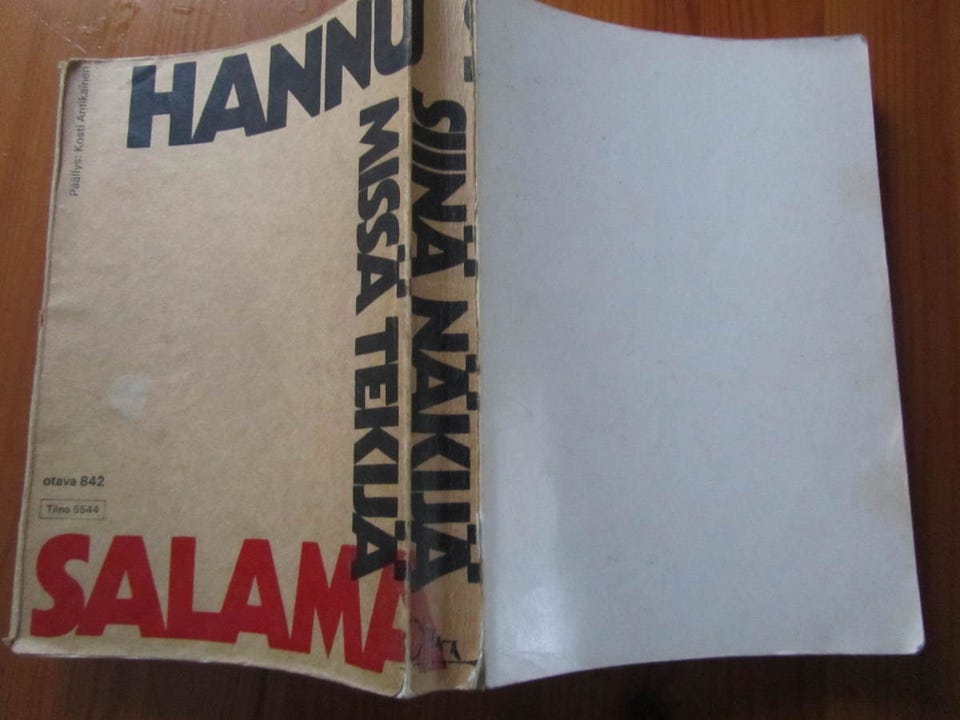 Päällys: Kosti Antikainen
HANNU
MISSÄ TEKIJÄ
SIINÄ NÄKIJÄ
otava 842
Tilno 5544
SALAMA